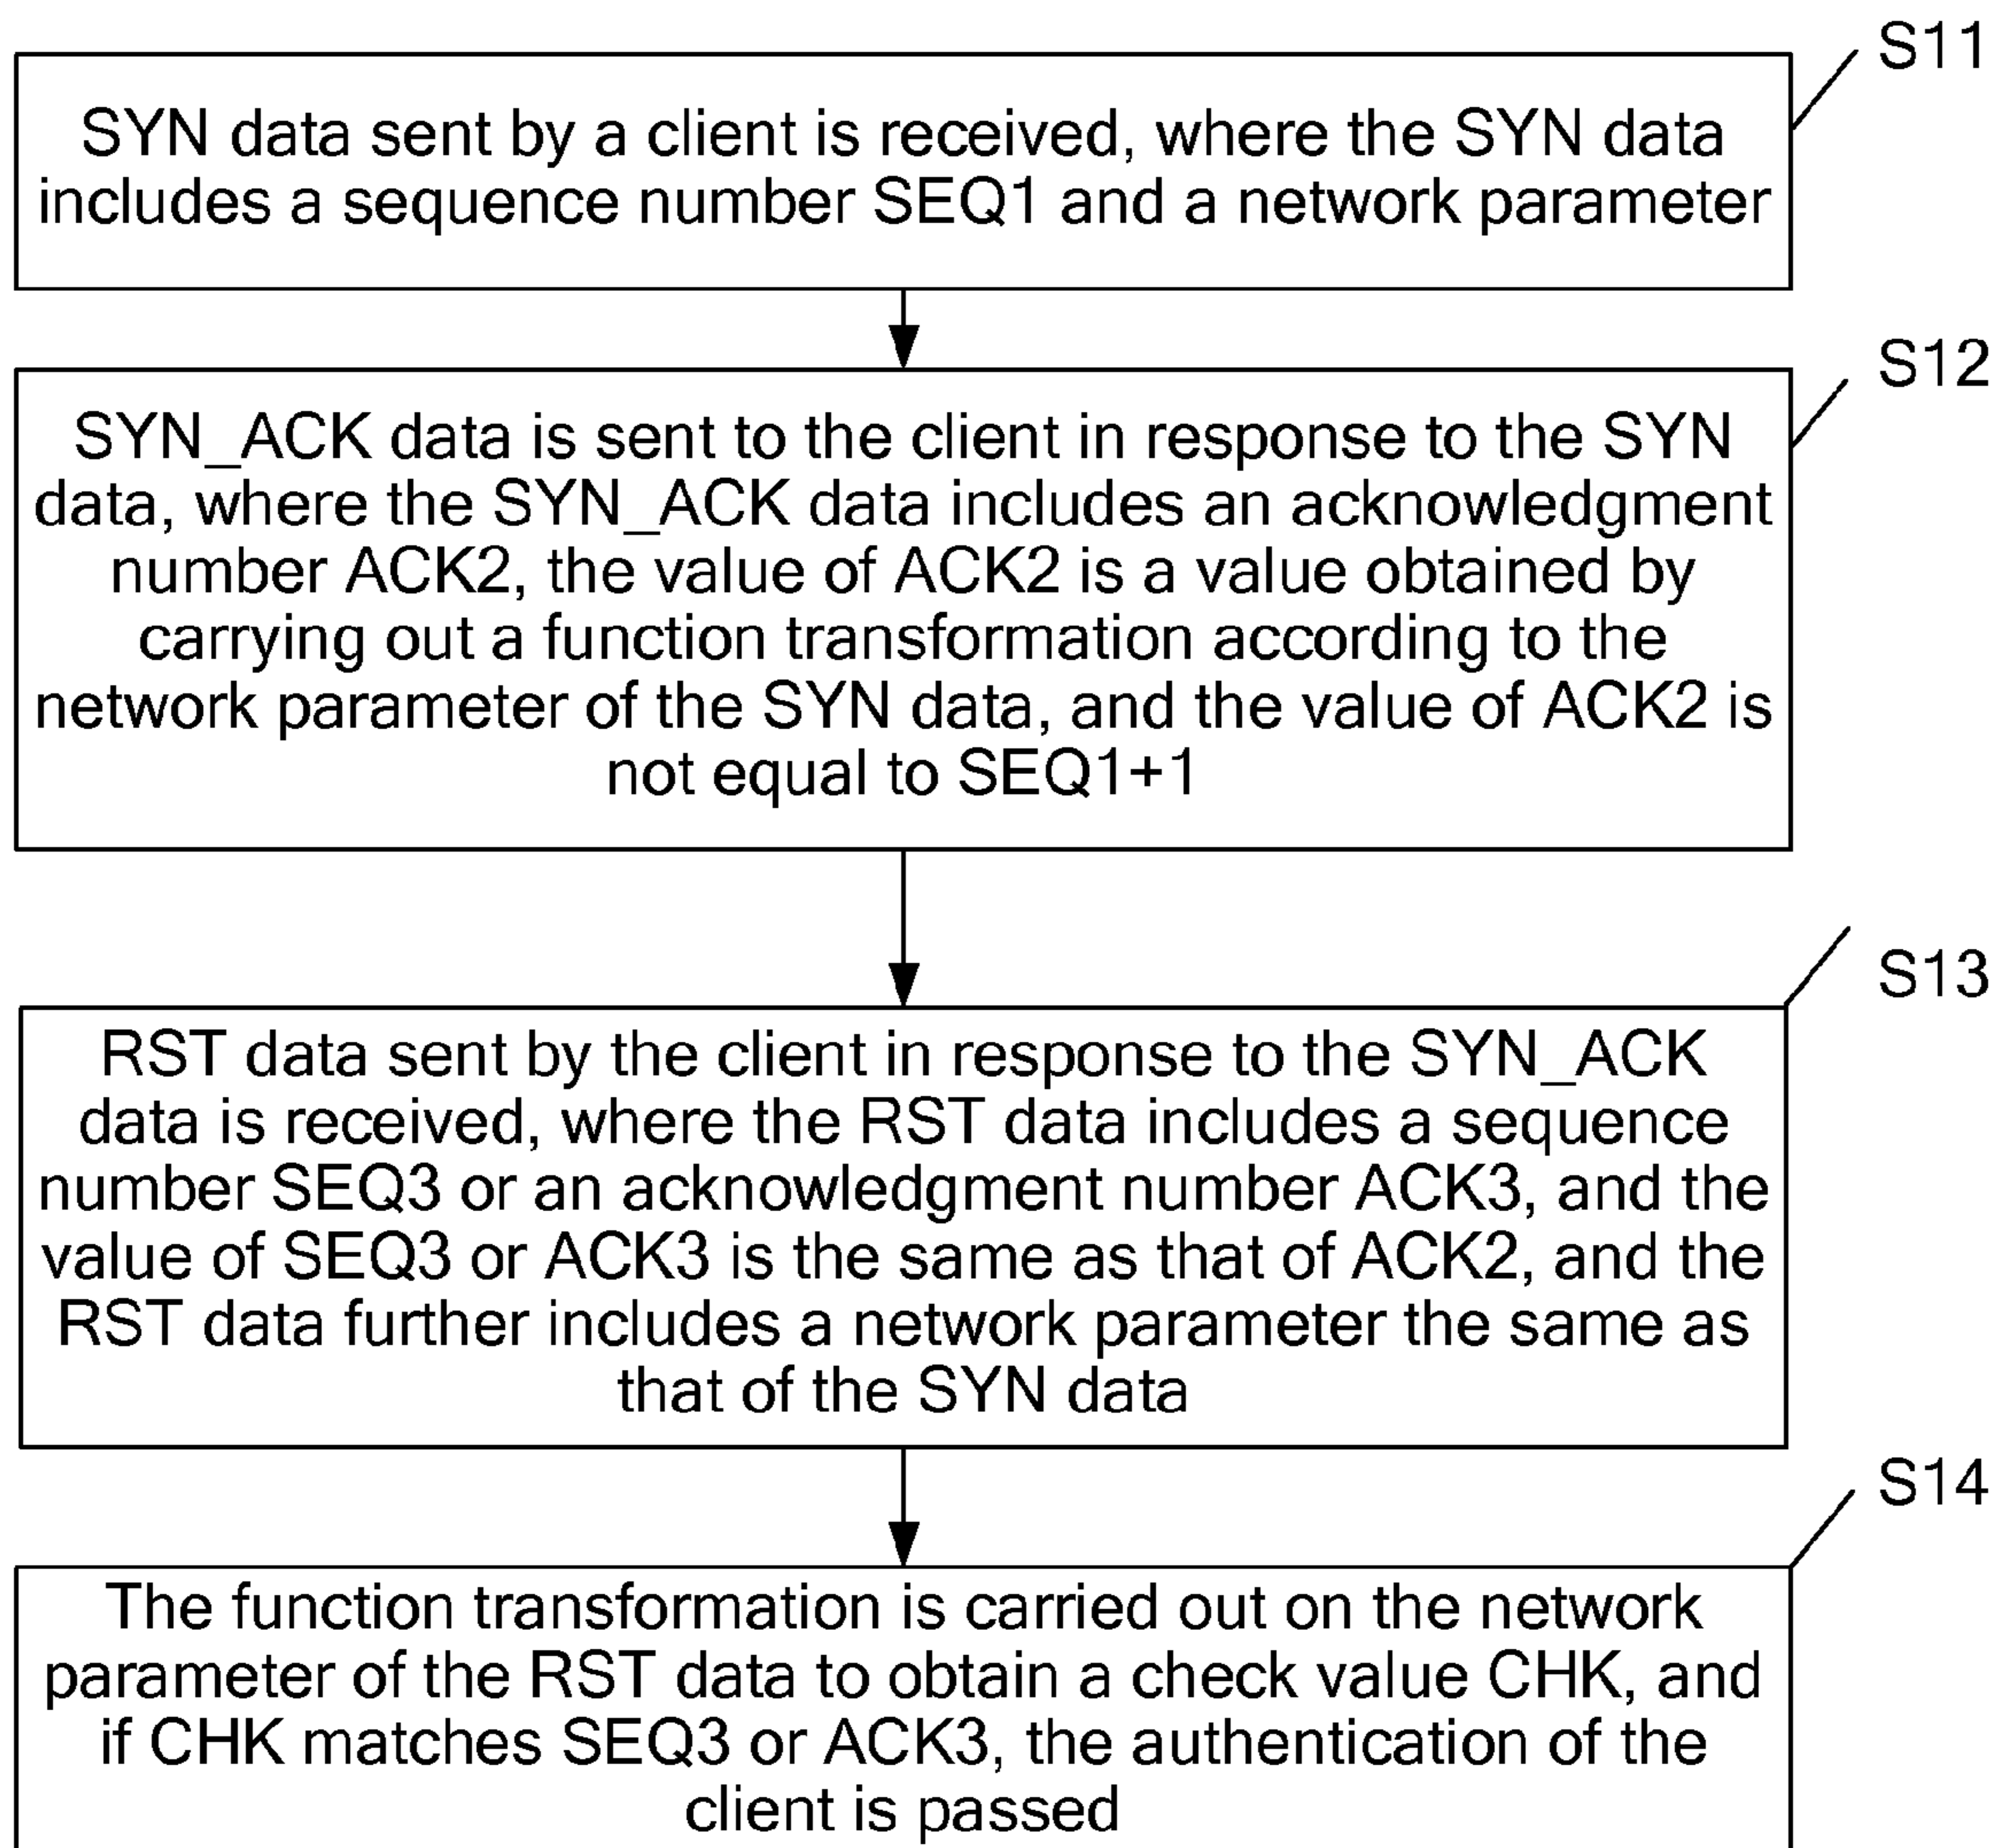 S11
SYN data sent by a client is received, where the SYN data
includes a sequence number SEQ1 and a network parameter
S12
SYN_ACK data is sent to the client in response to the SYN
data, where the SYN_ACK data includes an acknowledgment
number ACK2, the value of ACK2 is a value obtained by
carrying out a function transformation according to the
network parameter of the SYN data, and the value of ACK2 is
not equal to SEQ1+1
S13
RST data sent by the client in response to the SYN_ACK
data is received, where the RST data includes a sequence
number SEQ3 or an acknowledgment number ACK3, and the
value of SEQ3 or ACK3 is the same as that of ACK2, and the
RST data further includes a network parameter the same as
that of the SYN data
S14
The function transformation is carried out on the network
parameter of the RST data to obtain a check value CHK, and
if CHK matches SEQ3 or ACK3, the authentication of the
client is passed